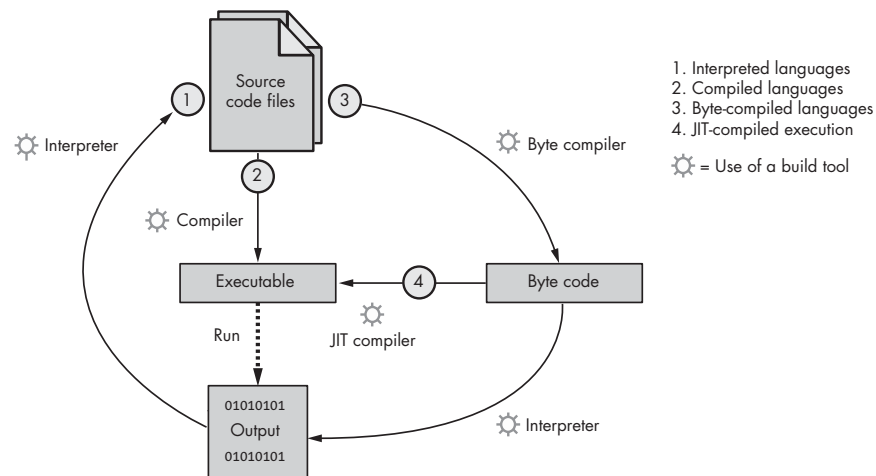 Source
code files
1
3
Interpreter
Byte compiler
2
Compiler
Executable
4
Byte code
Run
JIT compiler
01010101
Output
01010101
Interpreter
1. Interpreted languages
2. Compiled languages
3. Byte-compiled languages
4. JIT-compiled execution
= Use of a build tool